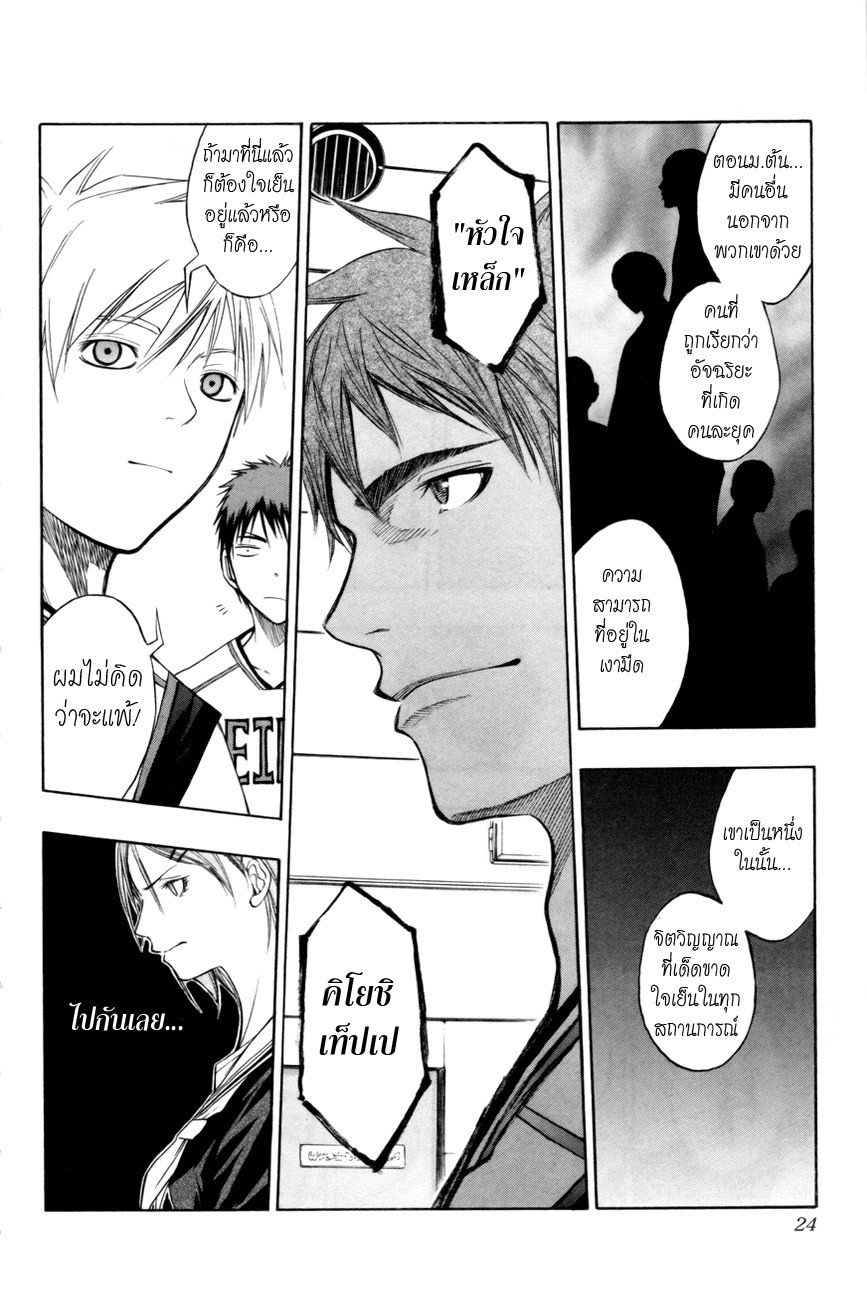 ตอนม.ต้น...
มีคนอื่น
นอกจาก
พวกเขาด้วย
คนที่
ถูกเรียกว่า
อัจฉริยะ
ที่เกิด
คนละยุค
ความ
สามารถ
ที่อยู่ใน
เงามืด
เขาเป็นหนึ่ง
ในนั้น...
จิตวิญญาณ
ที่เด็ดขาด
ใจเย็นในทุก
สถานการณ์
"หัวใจ
เหล็ก"
คิโยชิ
เท็ปเป
ถ้ามาที่นี่แล้ว
ก็ต้องใจเย็น
อยู่แล้วหรือ
ก็คือ...
ผมไม่คิด
ว่าจะแพ้!
EI
ไปกันเลย...
24